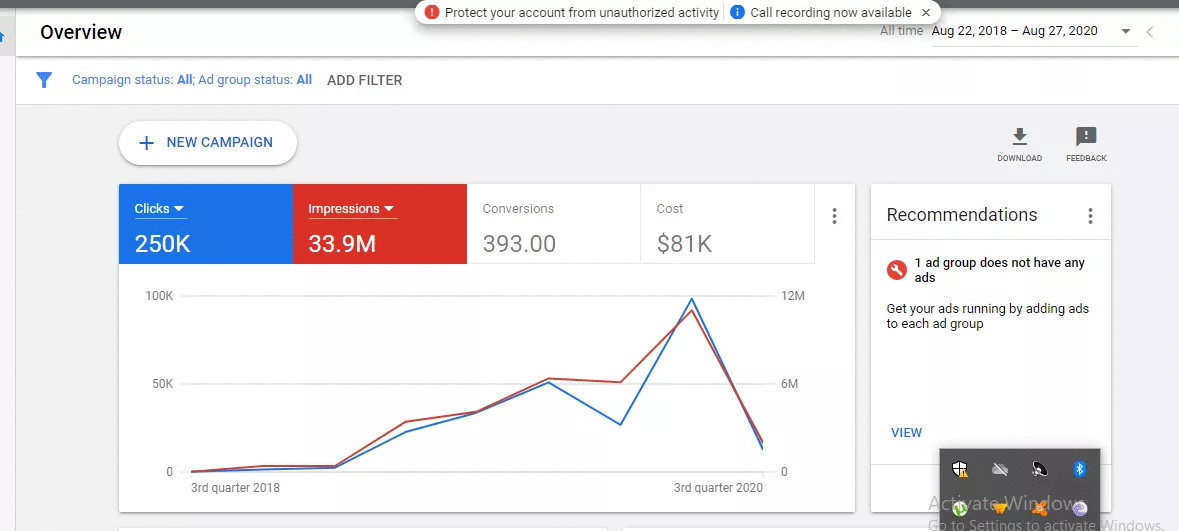 Protect your account from unauthorized activity Call recording now available
Overview
All time Aug 22, 2018 – Aug 27, 2020
Campaign status: All; Ad group status: All ADD FILTER
NEW CAMPAIGN
DOWNLOAD FEEDBACK
Clicks Impressions Conversions Cost
250K 33.9M 393.00 $81K
Recommendations
1 ad group does not have any
ads
Get your ads running by adding ads
to each ad group
VIEW
100K 12M
50K 6M
0 0
3rd quarter 2018 3rd quarter 2020
Activate Windows
Go to Settings to activate Windows.